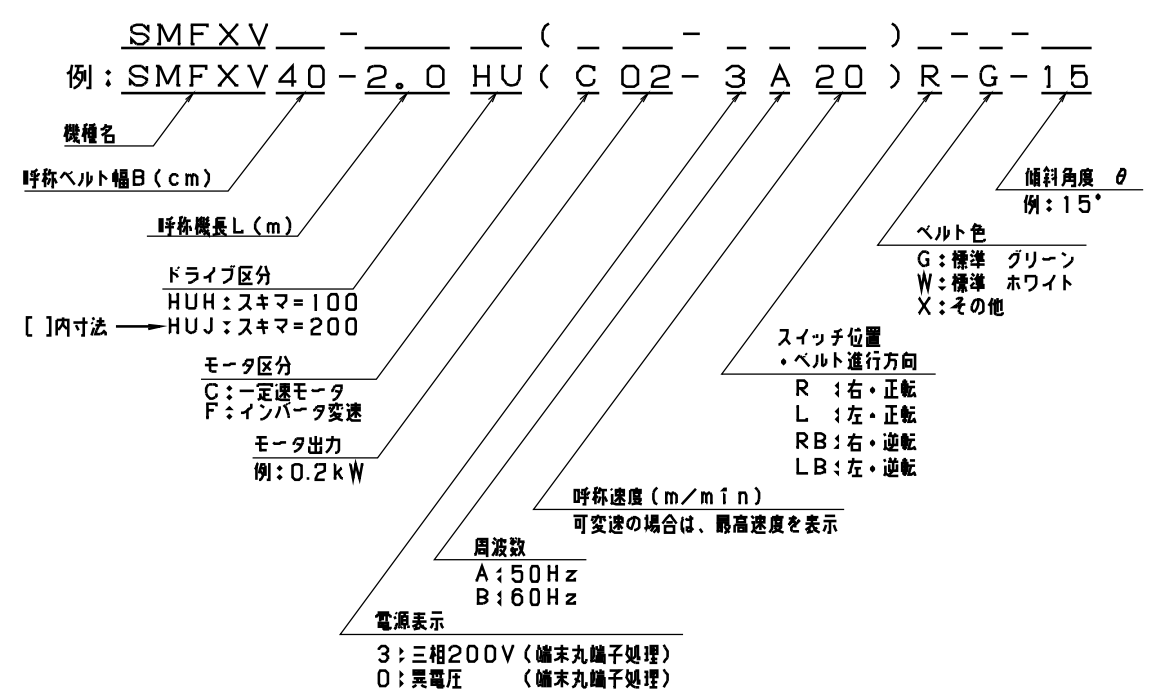 SMFXV__-____ __(_ __-_ _ __)_-_-__
例:SMFXV40-2.0HU(C02-3A20)R-G-15
機種名
呼称ベルト幅B(cm)
呼称機長L(m)
ドライブ区分
HUH:スキマ=100
[ ]内寸法 HUJ:スキマ=200
モータ区分
C:一定速モータ
F:インバータ変速
モータ出力
例:0.2kW
傾斜角度 θ
例:15°
ベルト色
G:標準 グリーン
W:標準 ホワイト
X:その他
スイッチ位置
・ベルト進行方向
R :右・正転
L :左・正転
RB:右・逆転
LB:左・逆転
呼称速度(m/min)
可変速の場合は、最高速度を表示
周波数
A:50Hz
B:60Hz
電源表示
3:三相200V(端末丸端子処理)
0:異電圧 (端末丸端子処理)